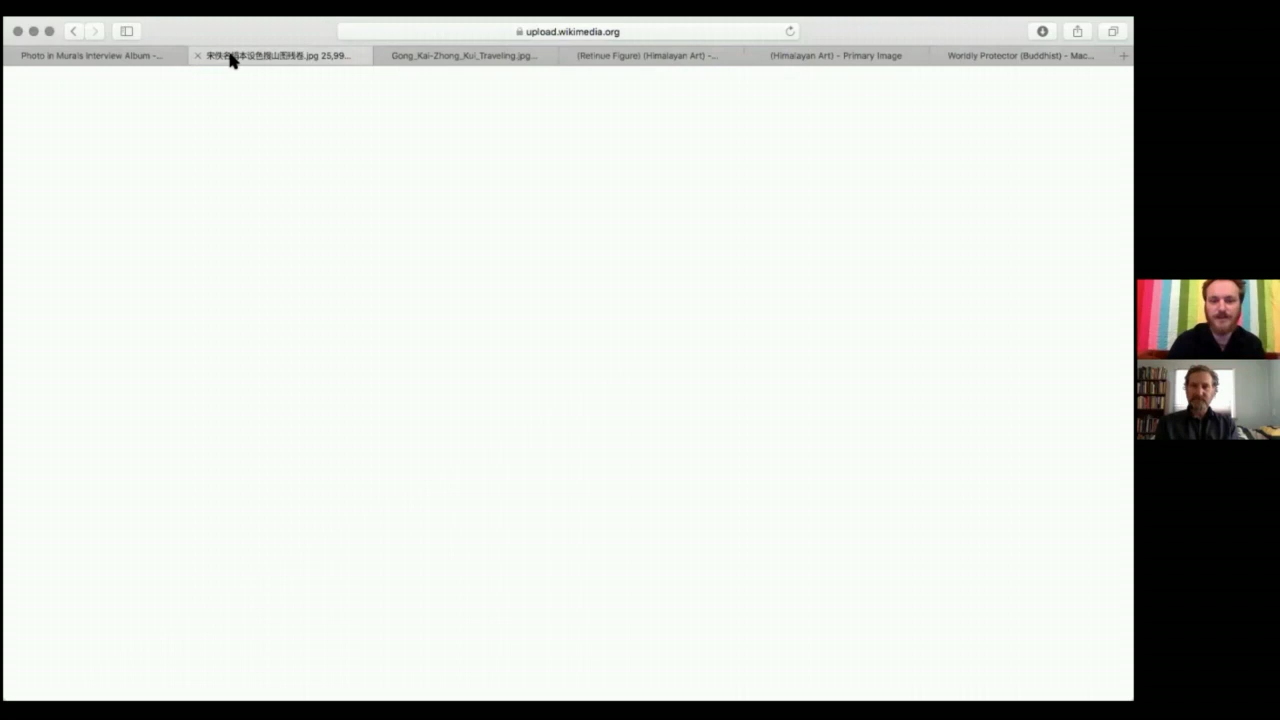 upload.wikimedia.org
Photo in Murals Interview Album –...
.jpg 25,99...
Gong_Kai-Zhong_Kui_Traveling.jpg...
(Retinue Figure) (Himalayan Art) –...
(Himalayan Art) – Primary Image
Worldly Protector (Buddhist) – Mac...